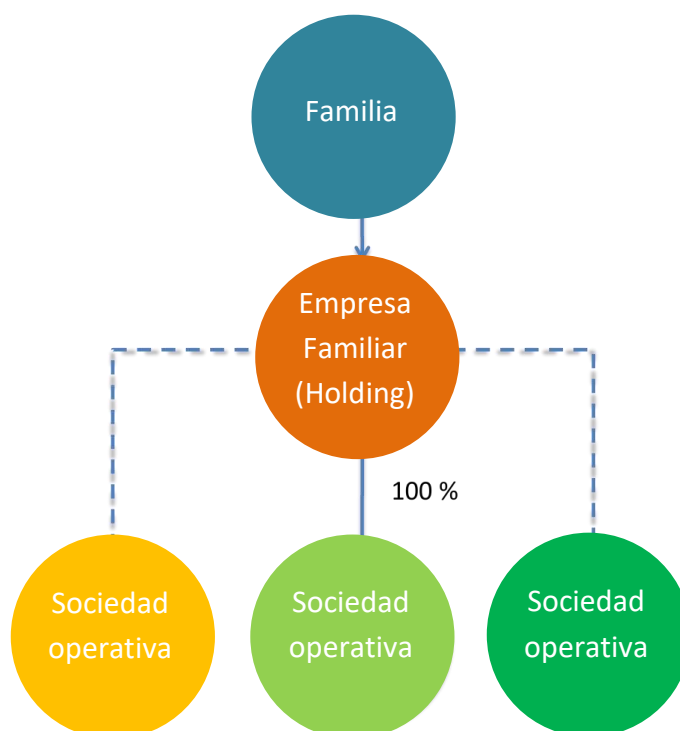 Familia
Empresa
Familiar
(Holding)
100 %
Sociedad
operativa
Sociedad
operativa
Sociedad
operativa